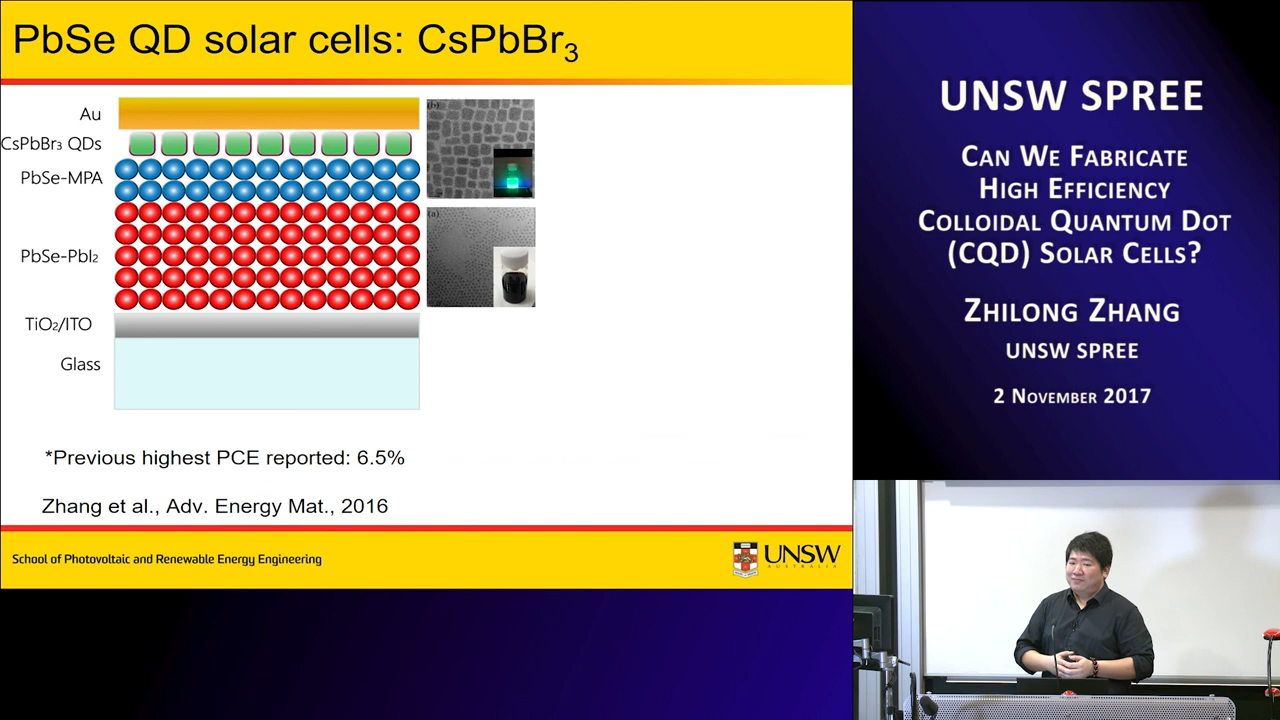 PbSe QD solar cells: CsPbBr3
Au
CsPbBr3 QDs
PbSe-MPA
PbSe-PbI2
TiO2/ITO
Glass
(b)
(a)
*Previous highest PCE reported: 6.5%
Zhang et al., Adv. Energy Mat., 2016
School of Photovoltaic and Renewable Energy Engineering
UNSW
AUSTRALIA
UNSW SPREE
Can We Fabricate
High Efficiency
Colloidal Quantum Dot
(CQD) Solar Cells?
Zhilong Zhang
UNSW SPREE
2 November 2017